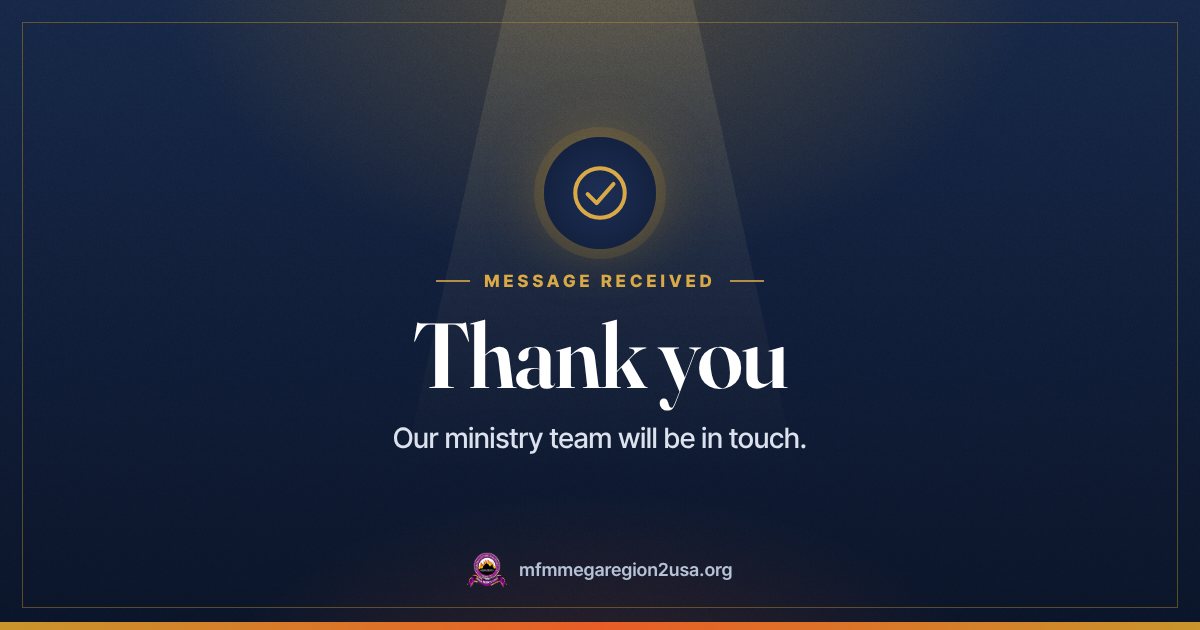 MESSAGE RECEIVED
Thank you
Our ministry team will be in touch.
mfmmegaregion2usa.org